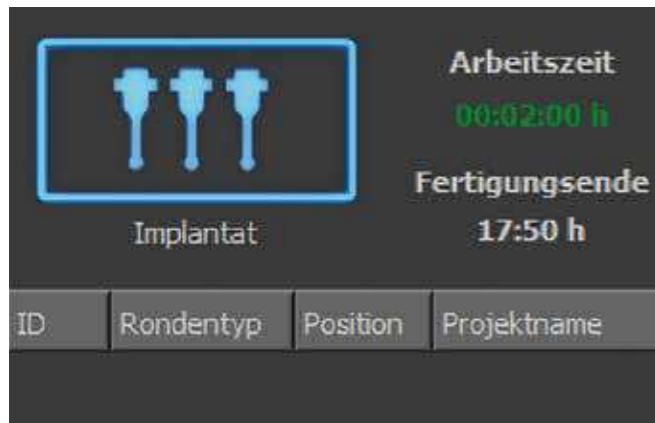 Arbeitszeit
00:02:00 h
Fertigungsende
17:50 h
Implantat
ID Rondentyp Position Projektname